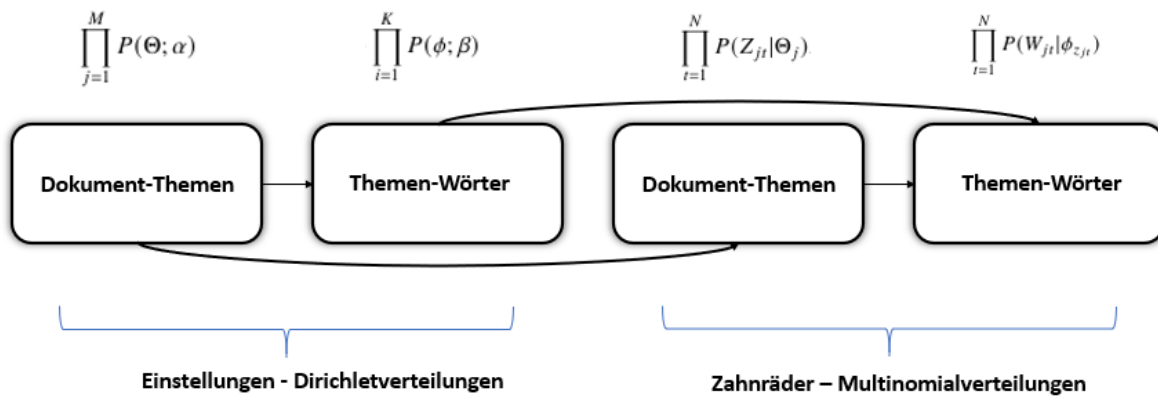 ∏_{j=1}^{M} P(Θ; α)
∏_{i=1}^{K} P(ϕ; β)
∏_{t=1}^{N} P(Z_{jt}|Θ_j)
∏_{t=1}^{N} P(W_{jt}|ϕ_{z_{jt}})
Dokument-Themen
Themen-Wörter
Dokument-Themen
Themen-Wörter
Einstellungen - Dirichletverteilungen
Zahnräder – Multinomialverteilungen